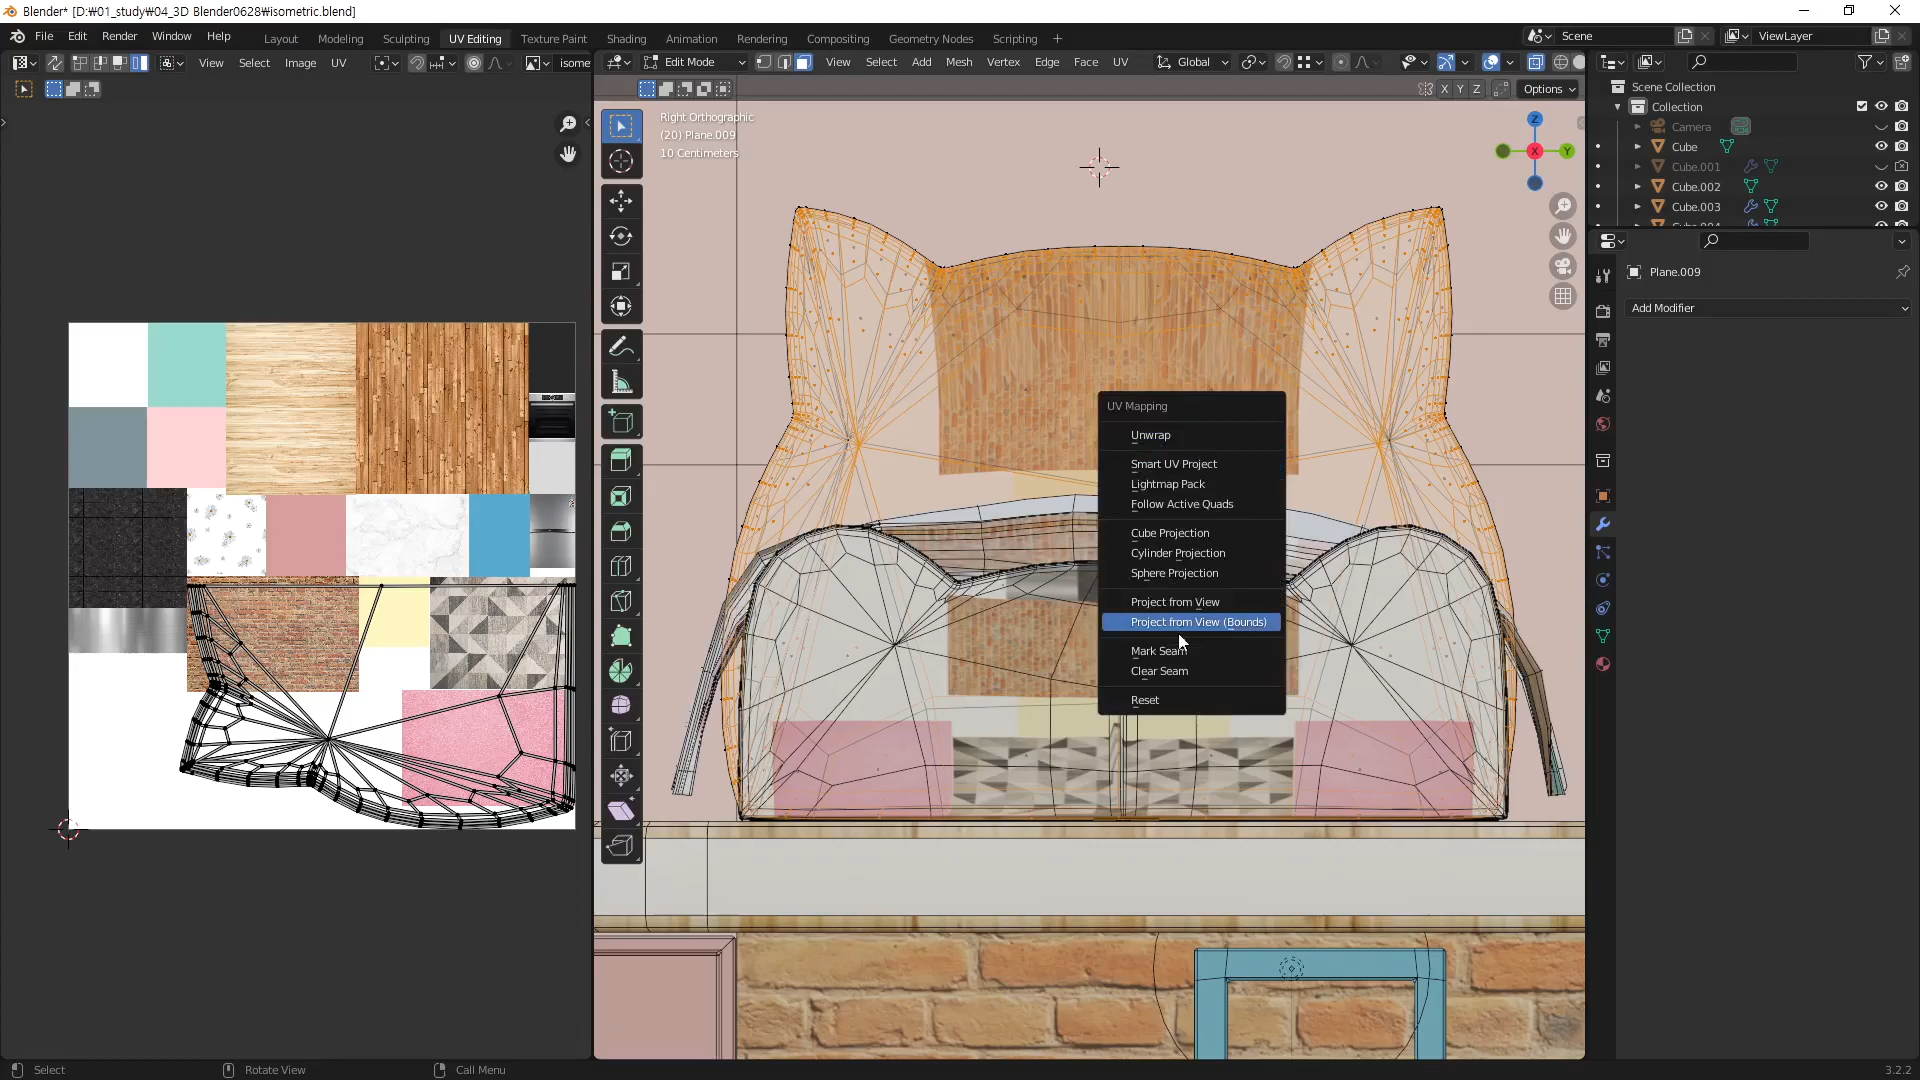 Blender* [D:₩01_study₩04_3D Blender0628₩isometric.blend]
File Edit Render Window Help
Layout Modeling Sculpting UV Editing Texture Paint Shading Animation Rendering Compositing Geometry Nodes Scripting +
Scene
ViewLayer
View Select Image UV
isome
Edit Mode
View Select Add Mesh Vertex Edge Face UV
Global
X Y Z
Options
Right Orthographic
(20) Plane.009
10 Centimeters
Z
X
Y
UV Mapping
Unwrap
Smart UV Project
Lightmap Pack
Follow Active Quads
Cube Projection
Cylinder Projection
Sphere Projection
Project from View
Project from View (Bounds)
Mark Seam
Clear Seam
Reset
Scene Collection
Collection
Camera
Cube
Cube.001
Cube.002
Cube.003
Plane.009
Add Modifier
Select
Rotate View
Call Menu
3.2.2